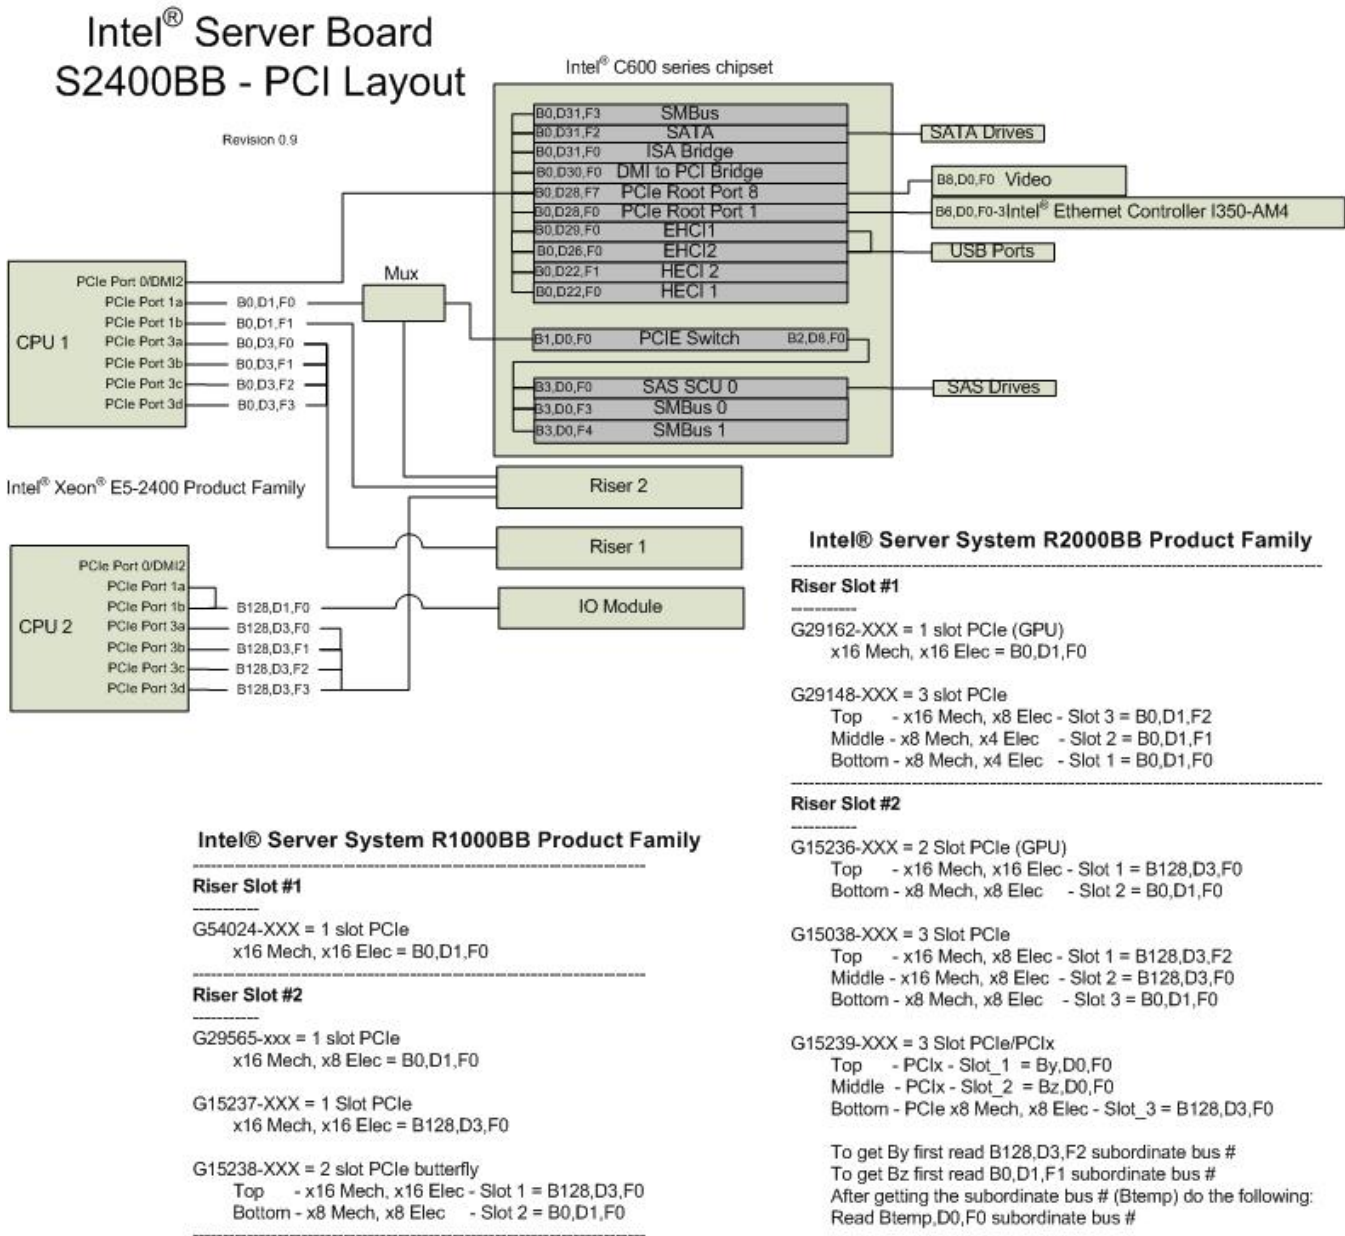 Intel® Server Board
S2400BB - PCI Layout
Revision 0.9
Intel® C600 series chipset
B0,D31,F3 SMBus
B0,D31,F2 SATA
SATA Drives
B0,D31,F0 ISA Bridge
B0,D30,F0 DMI to PCI Bridge
B0,D28,F7 PCIe Root Port 8
B8,D0,F0 Video
B0,D28,F0 PCIe Root Port 1
B6,D0,F0-3Intel® Ethernet Controller I350-AM4
B0,D29,F0 EHCI1
B0,D26,F0 EHCI2
USB Ports
B0,D22,F1 HECI 2
B0,D22,F0 HECI 1
B1,D0,F0 PCIE Switch B2,D8,F0
B3,D0,F0 SAS SCU 0
SAS Drives
B3,D0,F3 SMBus 0
B3,D0,F4 SMBus 1
Mux
CPU 1
PCIe Port 0/DMI2
PCIe Port 1a B0,D1,F0
PCIe Port 1b B0,D1,F1
PCIe Port 3a B0,D3,F0
PCIe Port 3b B0,D3,F1
PCIe Port 3c B0,D3,F2
PCIe Port 3d B0,D3,F3
Intel® Xeon® E5-2400 Product Family
Riser 2
Riser 1
IO Module
CPU 2
PCIe Port 0/DMI2
PCIe Port 1a
PCIe Port 1b B128,D1,F0
PCIe Port 3a B128,D3,F0
PCIe Port 3b B128,D3,F1
PCIe Port 3c B128,D3,F2
PCIe Port 3d B128,D3,F3
Intel® Server System R1000BB Product Family
Riser Slot #1
G54024-XXX = 1 slot PCIe
x16 Mech, x16 Elec = B0,D1,F0
Riser Slot #2
G29565-xxx = 1 slot PCIe
x16 Mech, x8 Elec = B0,D1,F0
G15237-XXX = 1 Slot PCIe
x16 Mech, x16 Elec = B128,D3,F0
G15238-XXX = 2 slot PCIe butterfly
Top - x16 Mech, x16 Elec - Slot 1 = B128,D3,F0
Bottom - x8 Mech, x8 Elec - Slot 2 = B0,D1,F0
Intel® Server System R2000BB Product Family
Riser Slot #1
G29162-XXX = 1 slot PCIe (GPU)
x16 Mech, x16 Elec = B0,D1,F0
G29148-XXX = 3 slot PCIe
Top - x16 Mech, x8 Elec - Slot 3 = B0,D1,F2
Middle - x8 Mech, x4 Elec - Slot 2 = B0,D1,F1
Bottom - x8 Mech, x4 Elec - Slot 1 = B0,D1,F0
Riser Slot #2
G15236-XXX = 2 Slot PCIe (GPU)
Top - x16 Mech, x16 Elec - Slot 1 = B128,D3,F0
Bottom - x8 Mech, x8 Elec - Slot 2 = B0,D1,F0
G15038-XXX = 3 Slot PCIe
Top - x16 Mech, x8 Elec - Slot 1 = B128,D3,F2
Middle - x16 Mech, x8 Elec - Slot 2 = B128,D3,F0
Bottom - x8 Mech, x8 Elec - Slot 3 = B0,D1,F0
G15239-XXX = 3 Slot PCIe/PCIx
Top - PCIx - Slot_1 = By,D0,F0
Middle - PCIx - Slot_2 = Bz,D0,F0
Bottom - PCIe x8 Mech, x8 Elec - Slot_3 = B128,D3,F0
To get By first read B128,D3,F2 subordinate bus #
To get Bz first read B0,D1,F1 subordinate bus #
After getting the subordinate bus # (Btemp) do the following:
Read Btemp,D0,F0 subordinate bus #